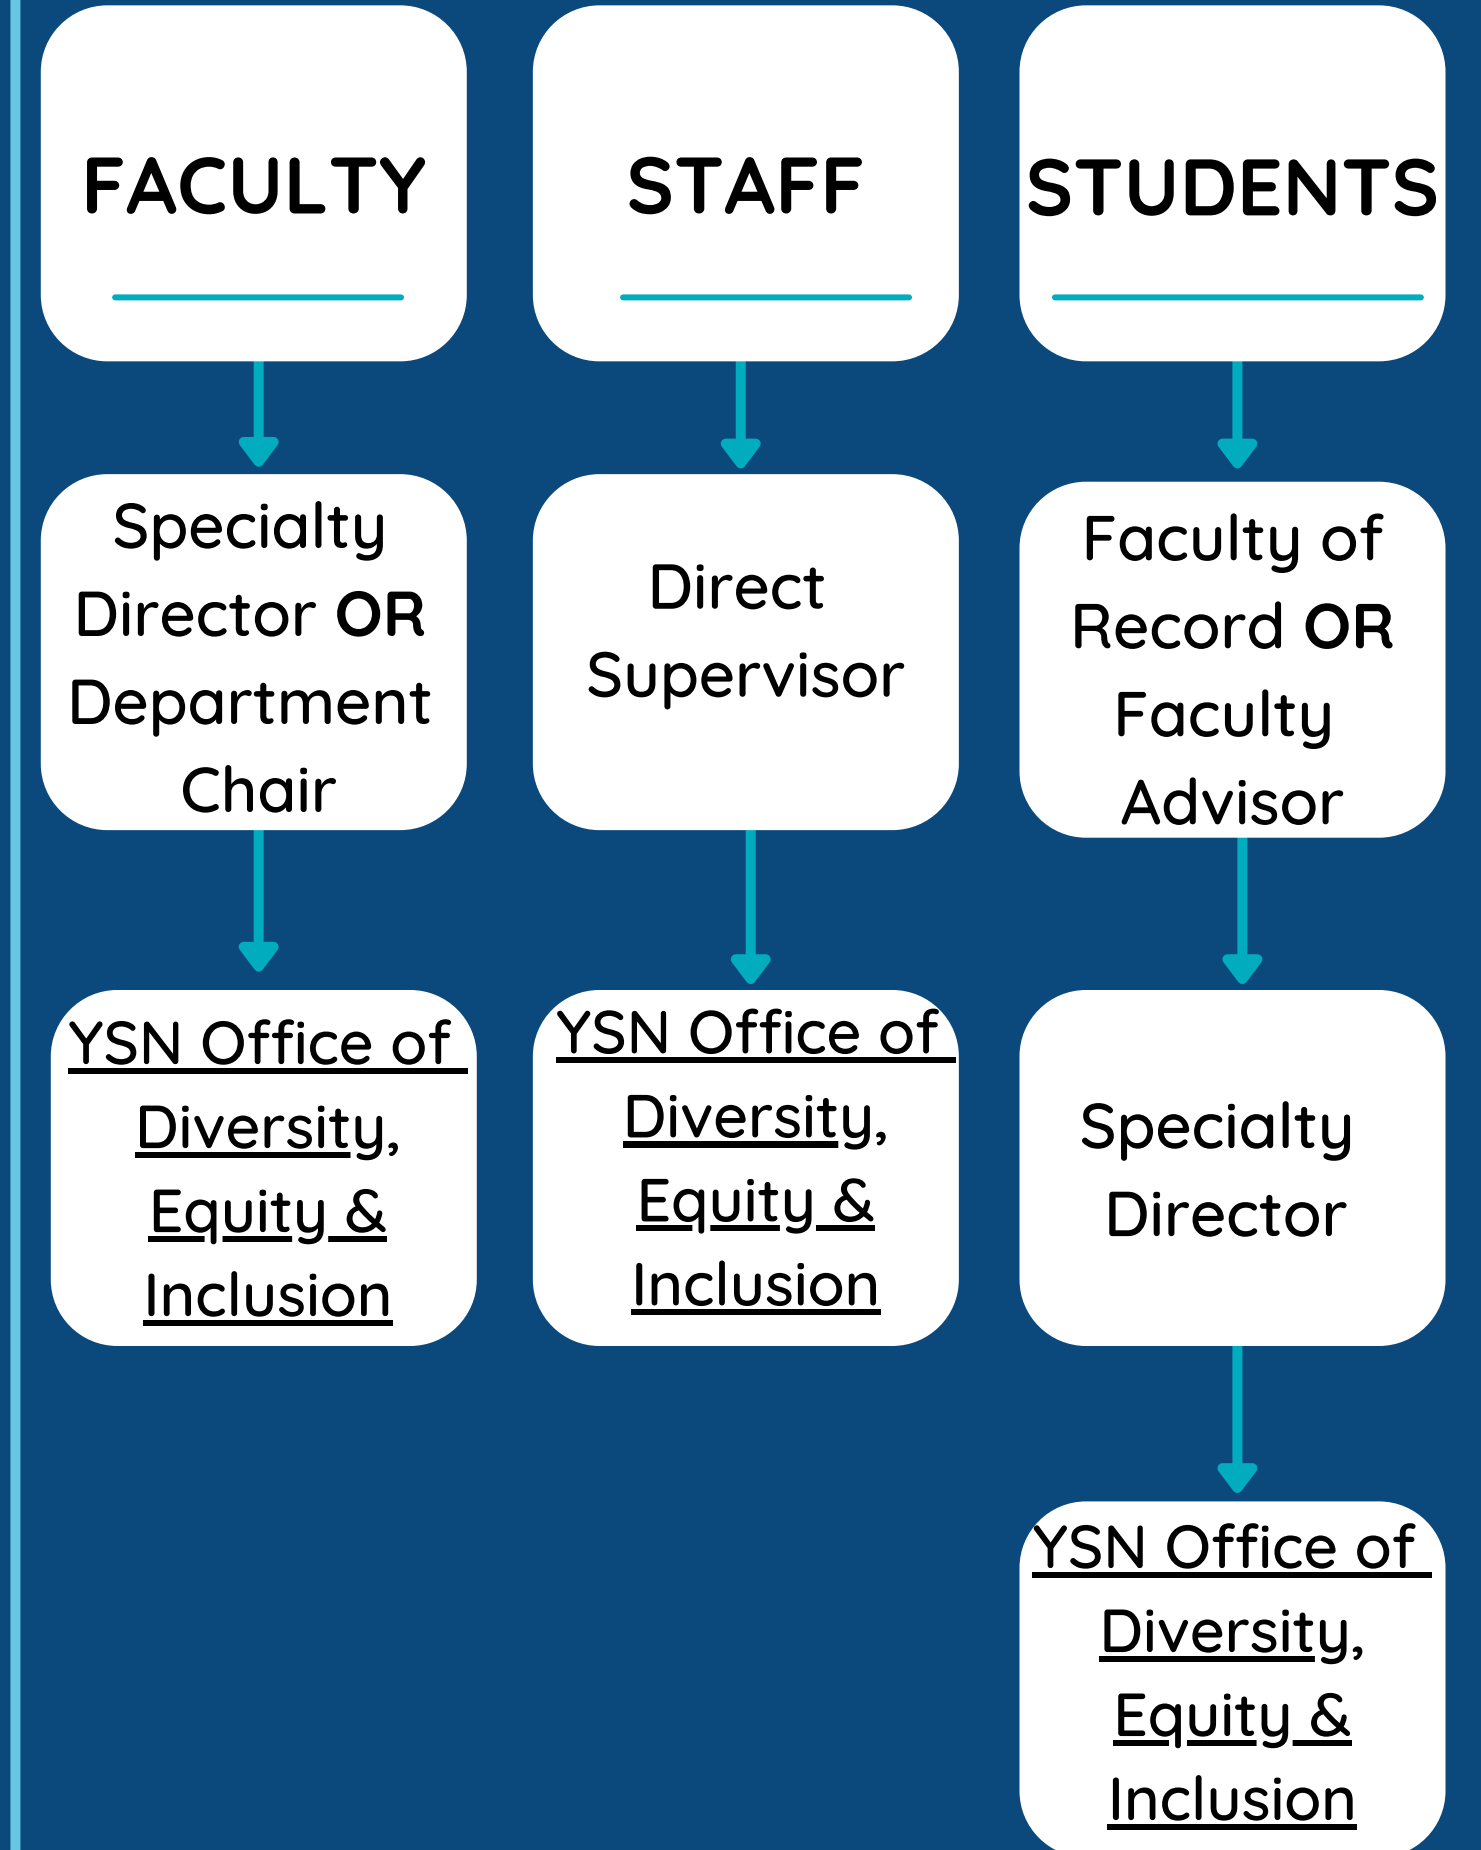 FACULTY
Specialty
Director OR
Department
Chair
YSN Office of
Diversity,
Equity &
Inclusion
STAFF
Direct
Supervisor
YSN Office of
Diversity,
Equity &
Inclusion
STUDENTS
Faculty of
Record OR
Faculty
Advisor
Specialty
Director
YSN Office of
Diversity,
Equity &
Inclusion